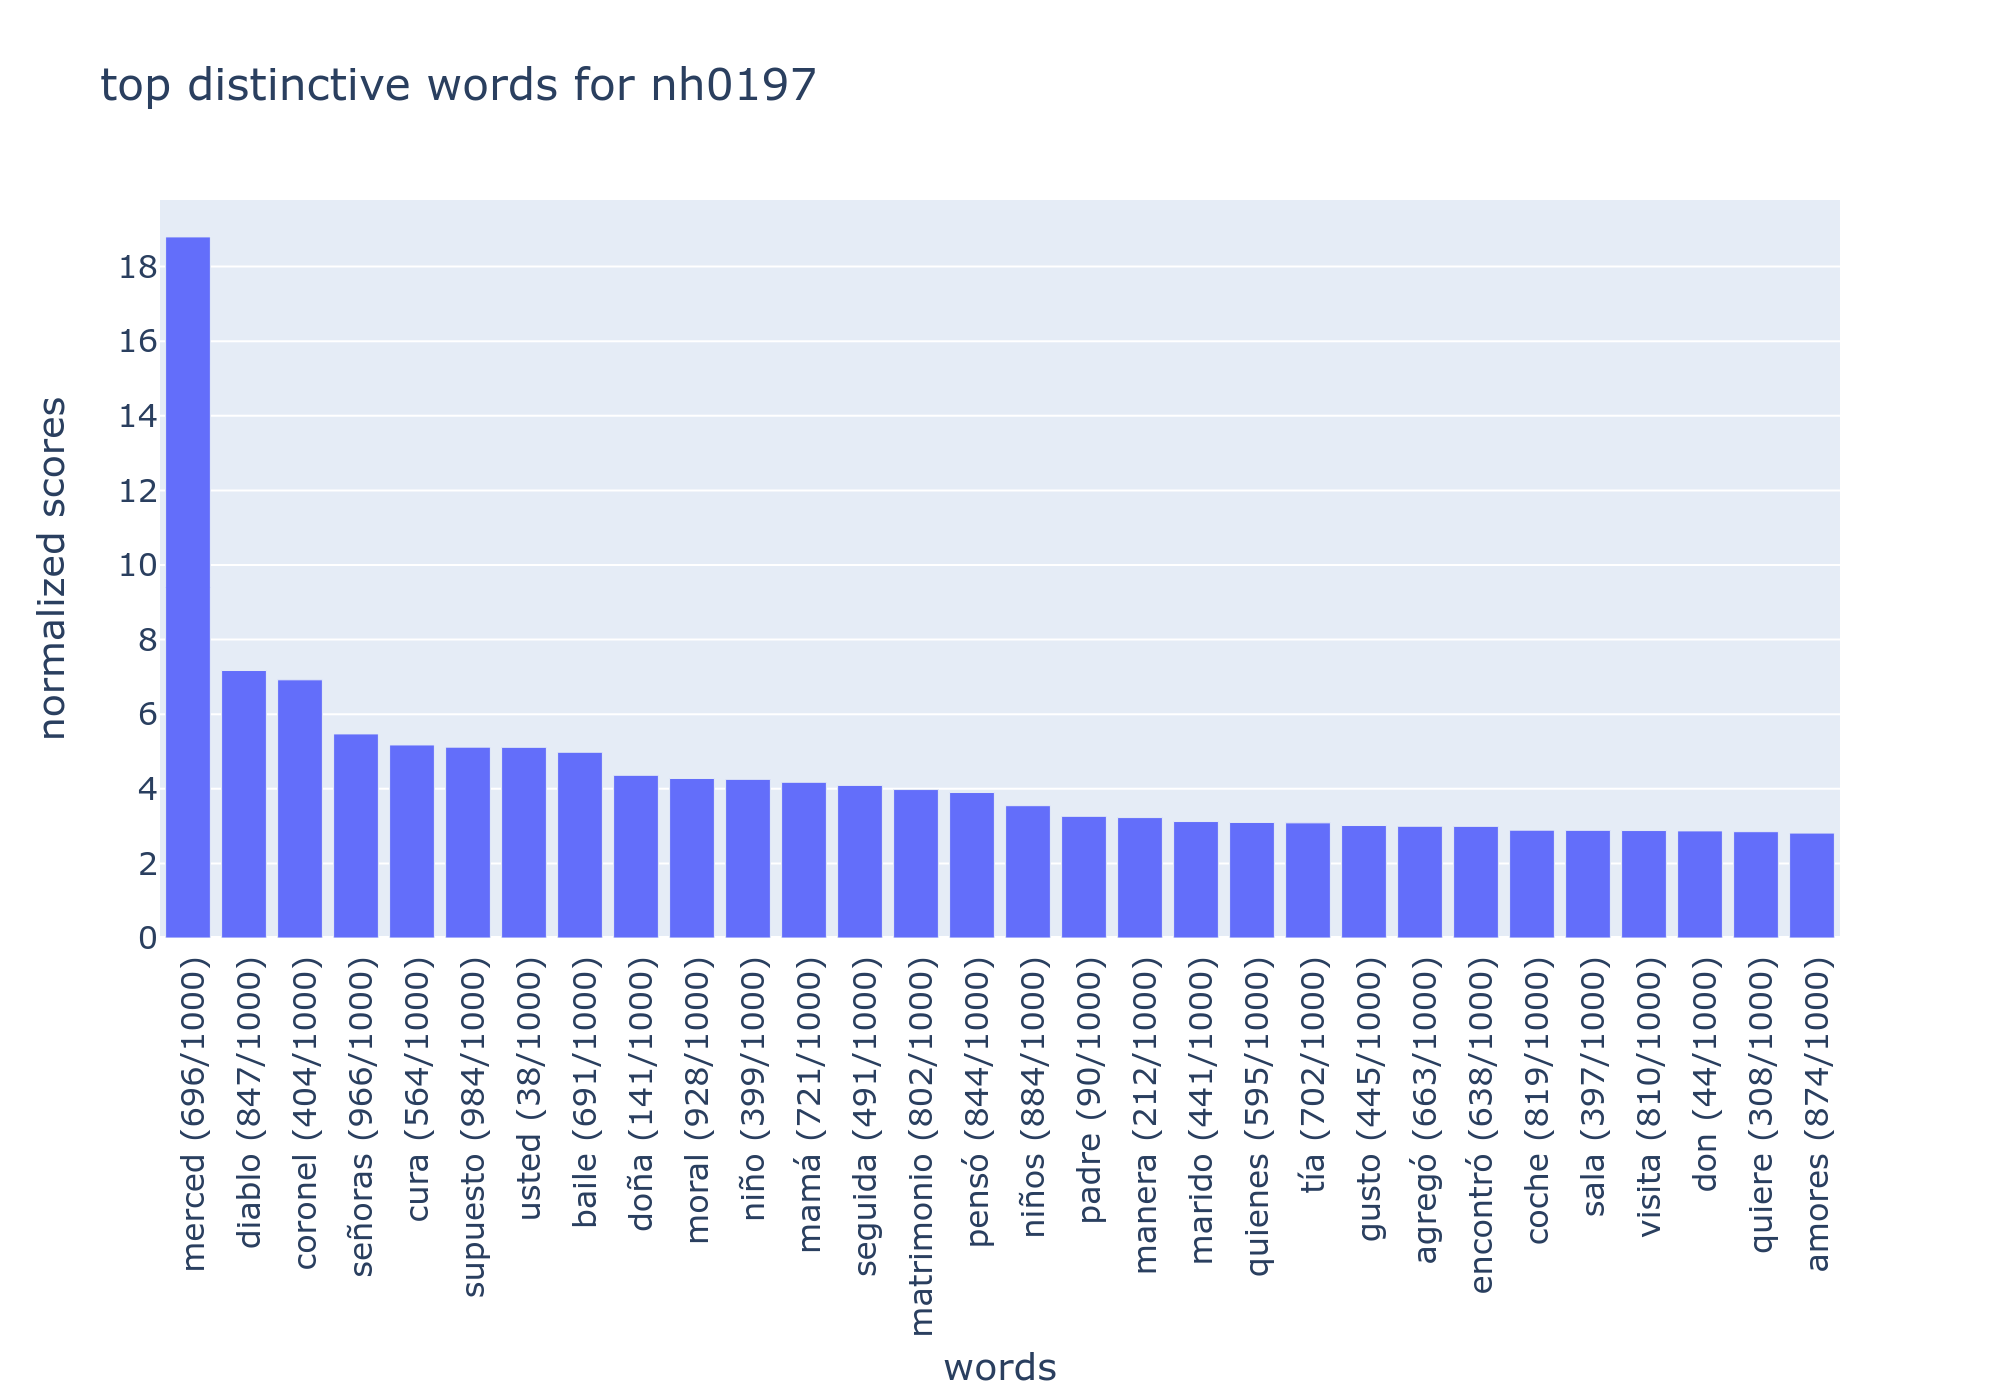 top distinctive words for nh0197
normalized scores
18
16
14
12
10
8
6
4
2
0
merced (696/1000)
diablo (847/1000)
coronel (404/1000)
señoras (966/1000)
cura (564/1000)
supuesto (984/1000)
usted (38/1000)
baile (691/1000)
doña (141/1000)
moral (928/1000)
niño (399/1000)
mamá (721/1000)
seguida (491/1000)
matrimonio (802/1000)
pensó (844/1000)
niños (884/1000)
padre (90/1000)
manera (212/1000)
marido (441/1000)
quienes (595/1000)
tía (702/1000)
gusto (445/1000)
agregó (663/1000)
encontró (638/1000)
coche (819/1000)
sala (397/1000)
visita (810/1000)
don (44/1000)
quiere (308/1000)
amores (874/1000)
words